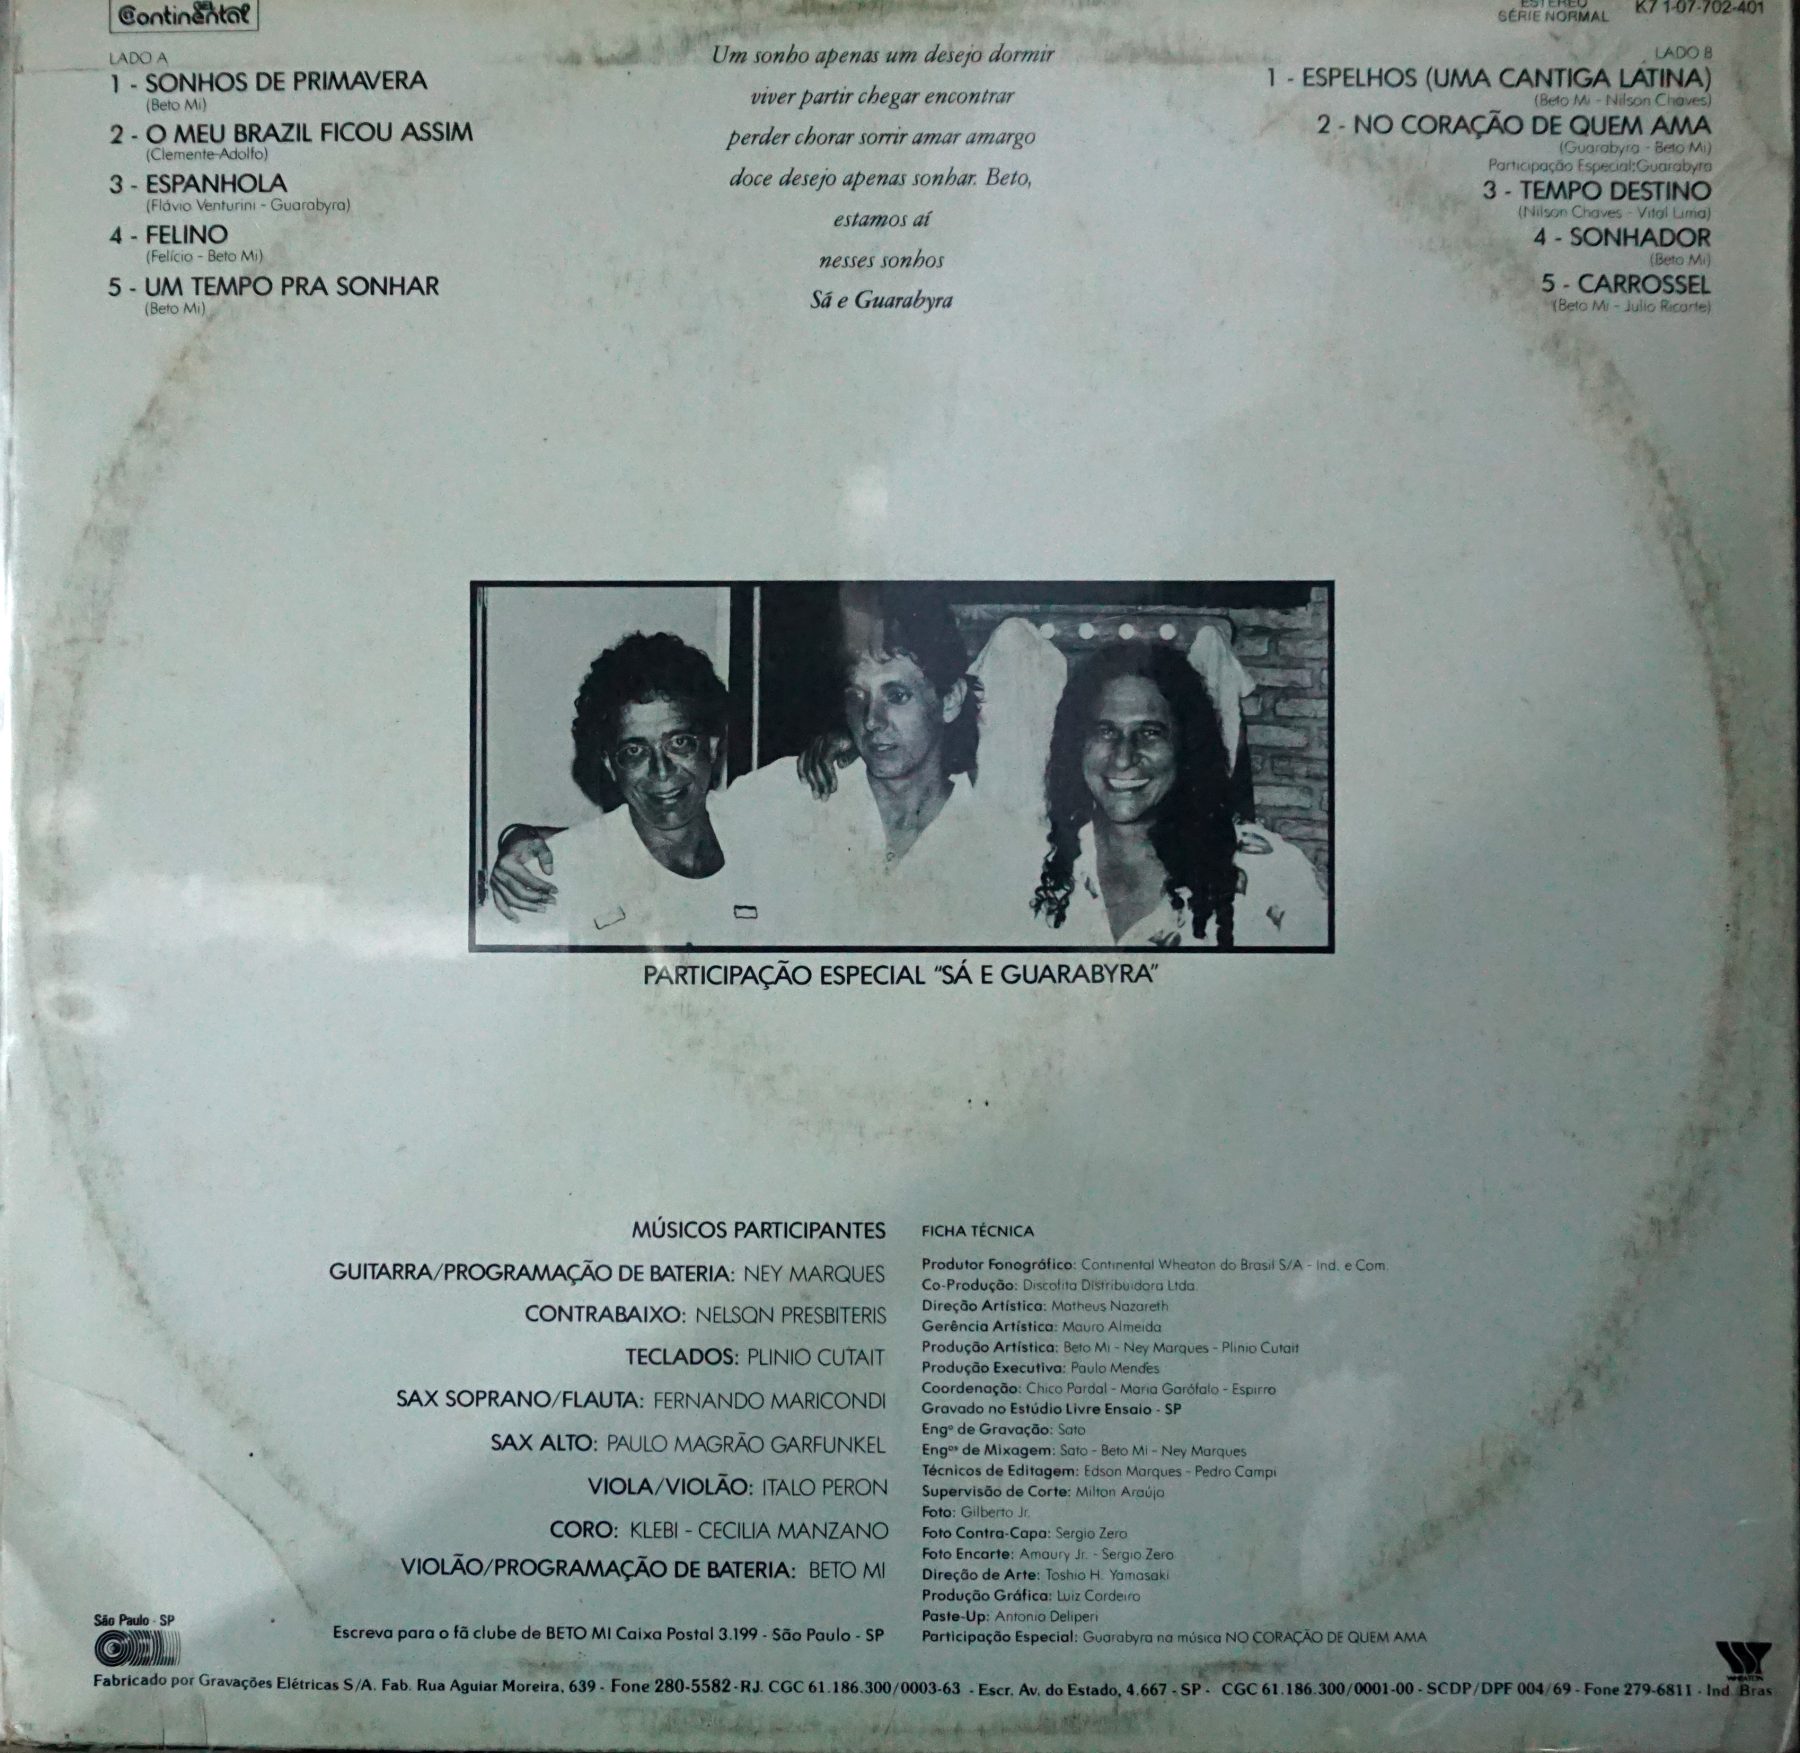 Continental
ESTÉREO
SÉRIE NORMAL
K7 1-07-702-401
LADO A
1 - SONHOS DE PRIMAVERA
(Beto Mi)
2 - O MEU BRAZIL FICOU ASSIM
(Clemente-Adolfo)
3 - ESPANHOLA
(Flávio Venturini - Guarabyra)
4 - FELINO
(Felício - Beto Mi)
5 - UM TEMPO PRA SONHAR
(Beto Mi)
Um sonho apenas um desejo dormir
viver partir chegar encontrar
perder chorar sorrir amar amargo
doce desejo apenas sonhar. Beto,
estamos aí
nesses sonhos
Sá e Guarabyra
LADO B
1 - ESPELHOS (UMA CANTIGA LATINA)
(Beto Mi - Nilson Chaves)
2 - NO CORAÇÃO DE QUEM AMA
(Guarabyra - Beto Mi)
Participação Especial:Guarabyra
3 - TEMPO DESTINO
(Nilson Chaves - Vital Lima)
4 - SONHADOR
(Beto Mi)
5 - CARROSSEL
(Beto Mi - Julio Ricarte)
PARTICIPAÇÃO ESPECIAL "SÁ E GUARABYRA"
MÚSICOS PARTICIPANTES
GUITARRA/PROGRAMAÇÃO DE BATERIA: NEY MARQUES
CONTRABAIXO: NELSON PRESBITERIS
TECLADOS: PLINIO CUTAIT
SAX SOPRANO/FLAUTA: FERNANDO MARICONDI
SAX ALTO: PAULO MAGRÃO GARFUNKEL
VIOLA/VIOLÃO: ITALO PERON
CORO: KLEBI - CECILIA MANZANO
VIOLÃO/PROGRAMAÇÃO DE BATERIA: BETO MI
Escreva para o fã clube de BETO MI Caixa Postal 3.199 - São Paulo - SP
FICHA TÉCNICA
Produtor Fonográfico: Continental Wheaton do Brasil S/A - Ind. e Com.
Co-Produção: Discofita Distribuidora Ltda.
Direção Artística: Matheus Nazareth
Gerência Artística: Mauro Almeida
Produção Artística: Beto Mi - Ney Marques - Plinio Cutait
Produção Executiva: Paulo Mendes
Coordenação: Chico Pardal - Maria Garófalo - Espirro
Gravado no Estúdio Livre Ensaio - SP
Engº de Gravação: Sato
Engºs de Mixagem: Sato - Beto Mi - Ney Marques
Técnicos de Editagem: Edson Marques - Pedro Campi
Supervisão de Corte: Milton Araújo
Foto: Gilberto Jr.
Foto Contra-Capa: Sergio Zero
Foto Encarte: Amaury Jr. - Sergio Zero
Direção de Arte: Toshio H. Yamasaki
Produção Gráfica: Luiz Cordeiro
Paste-Up: Antonio Deliperi
Participação Especial: Guarabyra na música NO CORAÇÃO DE QUEM AMA
São Paulo - SP
WHEATON
Fabricado por Gravações Elétricas S/A. Fab. Rua Aguiar Moreira, 639 - Fone 280-5582-RJ. CGC 61.186.300/0003-63 - Escr. Av. do Estado, 4.667 - SP - CGC 61.186.300/0001-00 - SCDP/DPF 004/69 - Fone 279-6811 - Ind. Bras